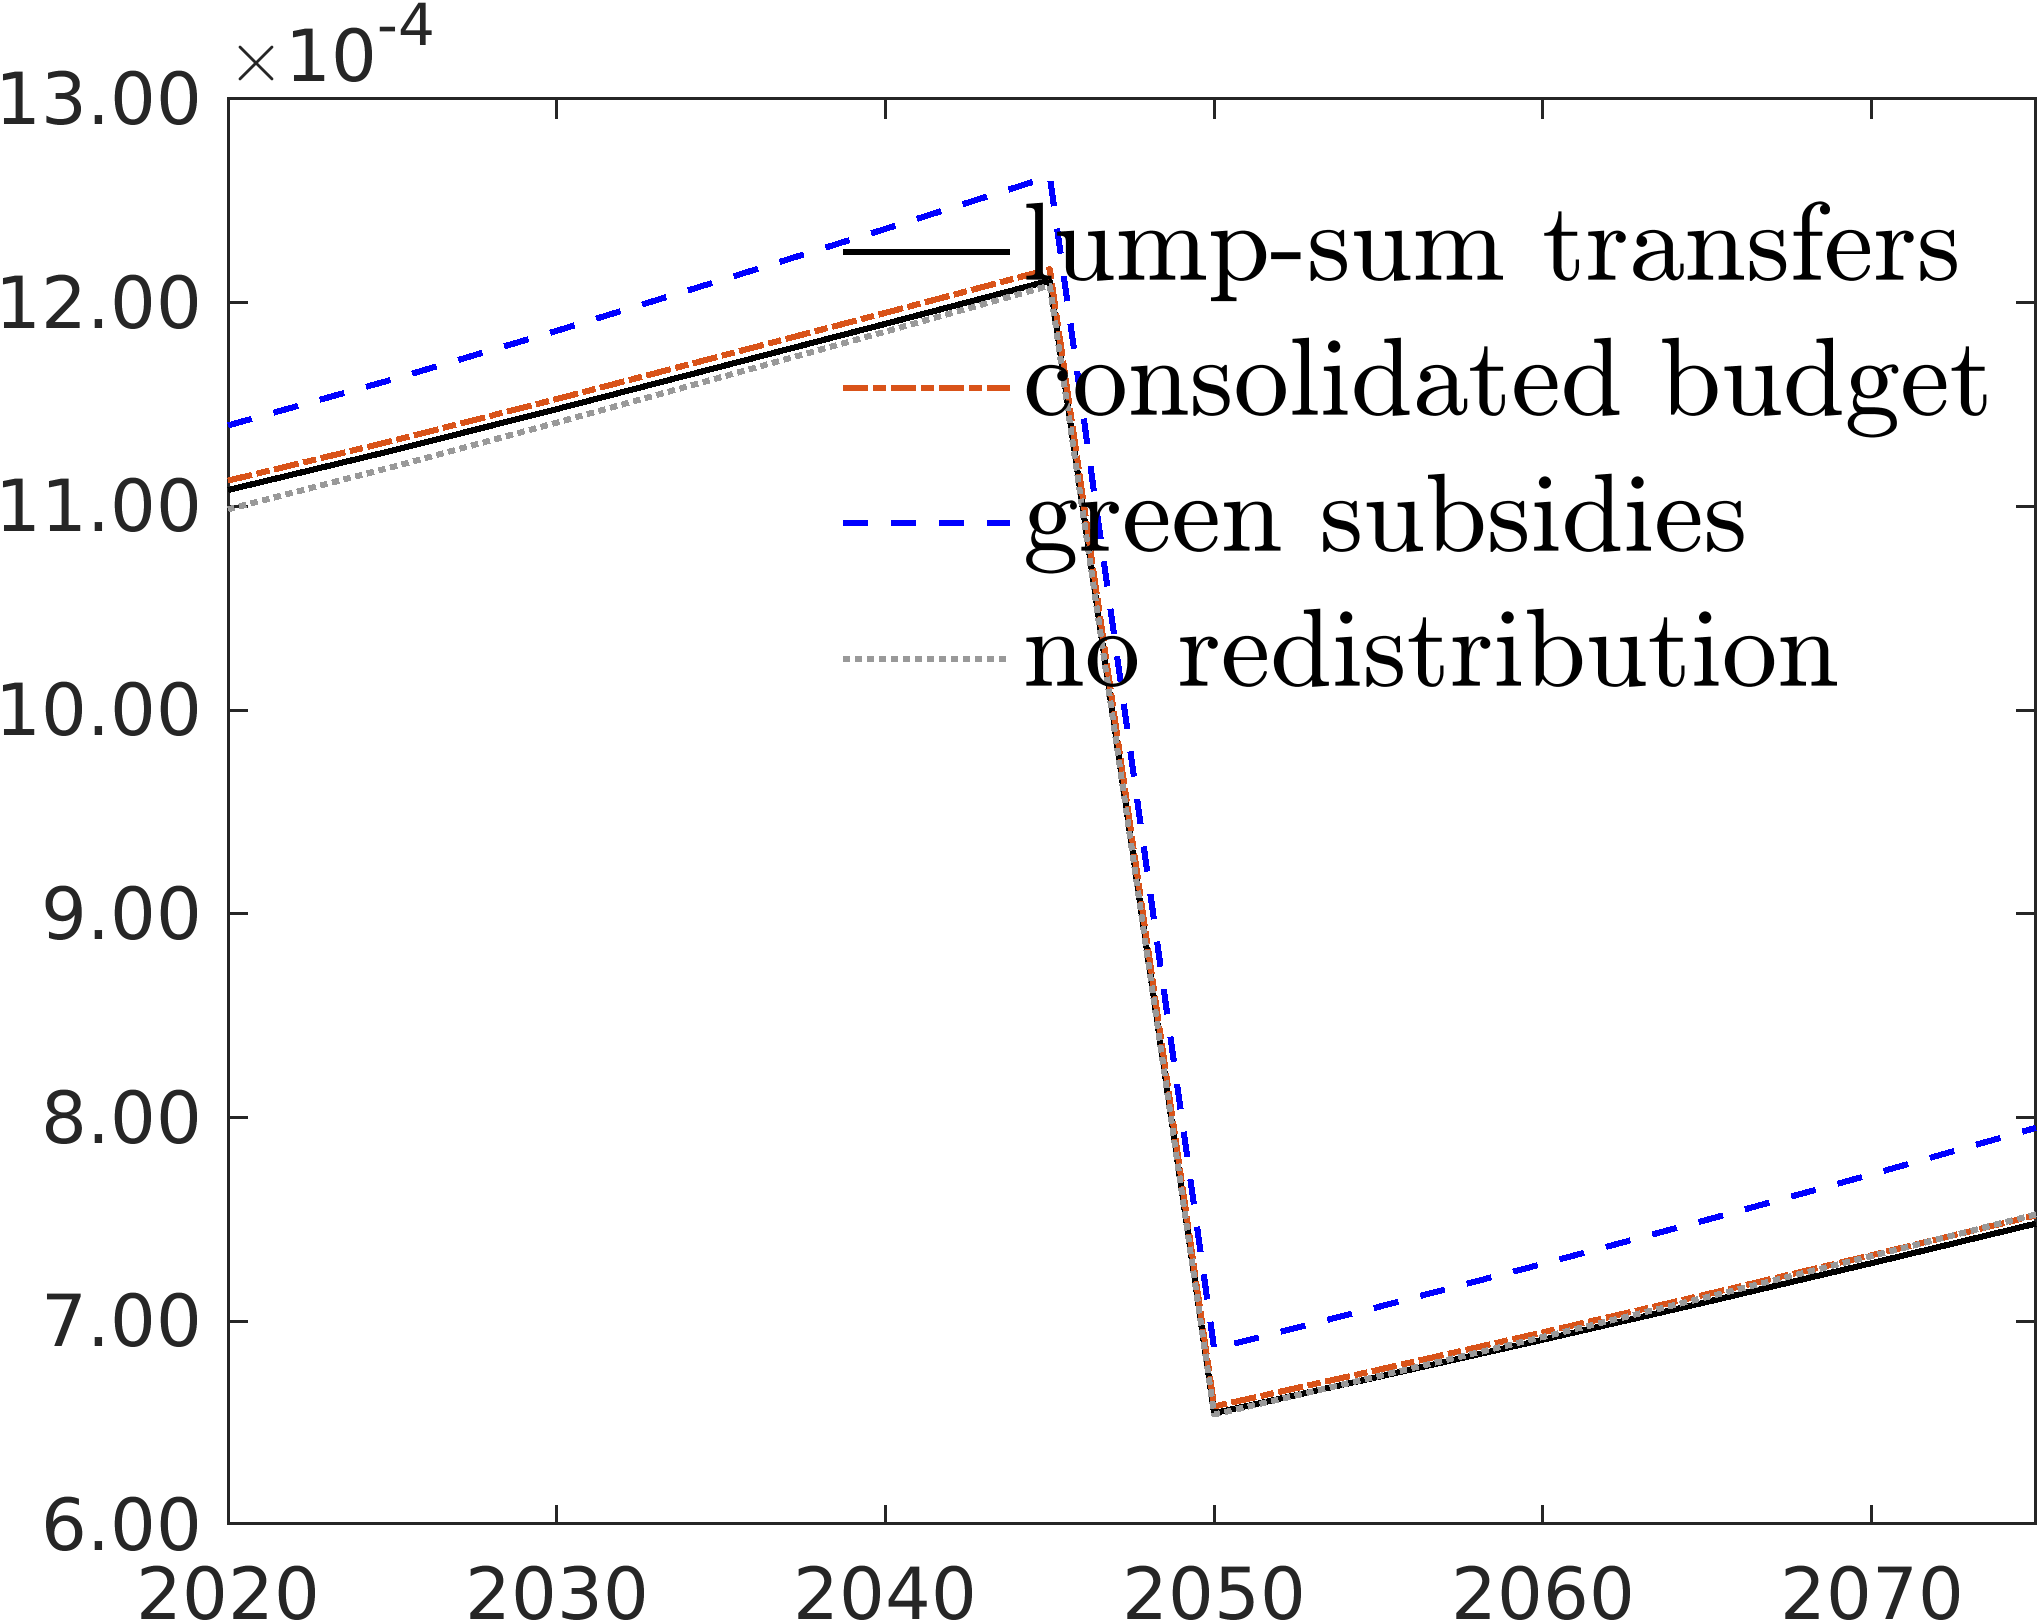 ×10-4
13.00
12.00
11.00
10.00
9.00
8.00
7.00
6.00
lump-sum transfers
consolidated budget
green subsidies
no redistribution
2020 2030 2040 2050 2060 2070